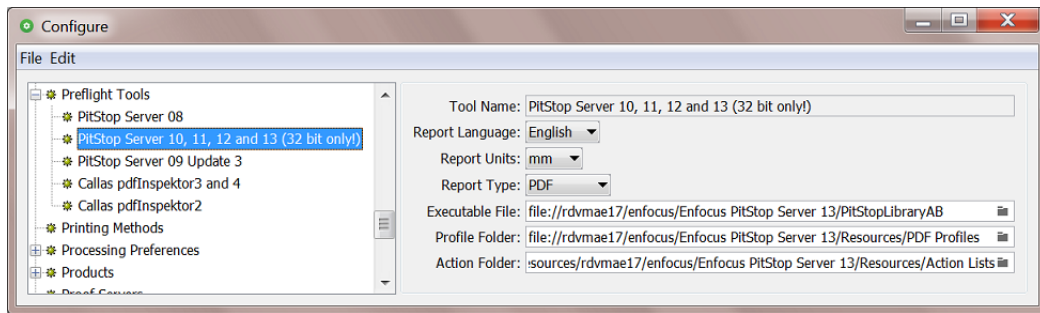 Configure
File Edit
Preflight Tools
PitStop Server 08
PitStop Server 10, 11, 12 and 13 (32 bit only!)
PitStop Server 09 Update 3
Callas pdfInspektor3 and 4
Callas pdfInspektor2
Printing Methods
Processing Preferences
Products
Proof Servers
Tool Name: PitStop Server 10, 11, 12 and 13 (32 bit only!)
Report Language: English
Report Units: mm
Report Type: PDF
Executable File: file://rdvmae17/enfocus/Enfocus PitStop Server 13/PitStopLibraryAB
Profile Folder: file://rdvmae17/enfocus/Enfocus PitStop Server 13/Resources/PDF Profiles
Action Folder: esources/rdvmae17/enfocus/Enfocus PitStop Server 13/Resources/Action Lists